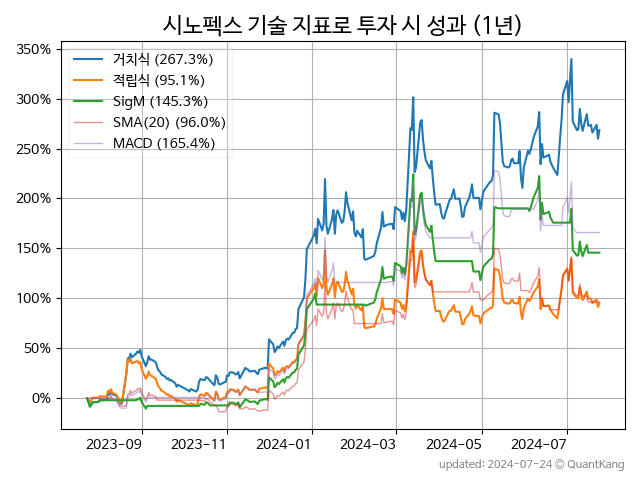 시노펙스 기술 지표로 투자 시 성과 (1년)
350%
300%
250%
200%
150%
100%
50%
0%
거치식 (267.3%)
적립식 (95.1%)
SigM (145.3%)
SMA(20) (96.0%)
MACD (165.4%)
2023-09 2023-11 2024-01 2024-03 2024-05 2024-07
updated: 2024-07-24 © QuantKang